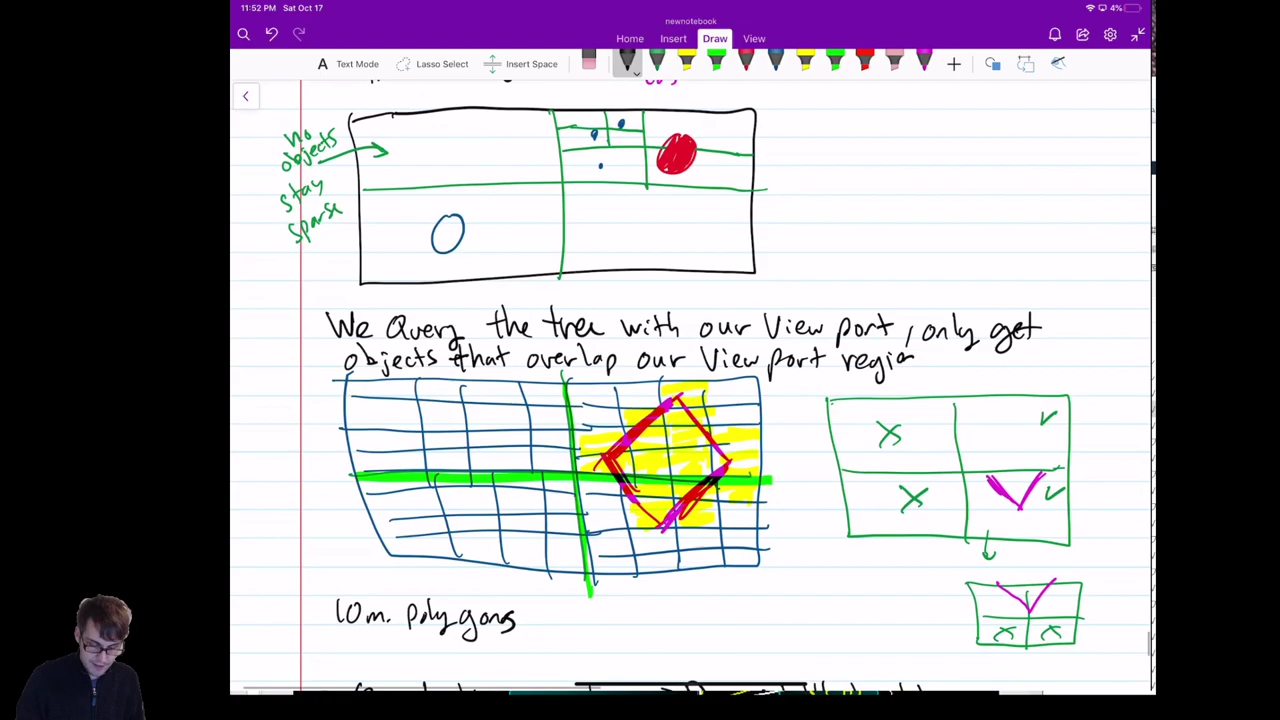 11:52 PM Sat Oct 17
4%
newnotebook
Home Insert Draw View
Text Mode Lasso Select Insert Space
no
objects
stay
sparse
We Query the tree with our View port, only get
objects that overlap our View port region
10 m. polygons